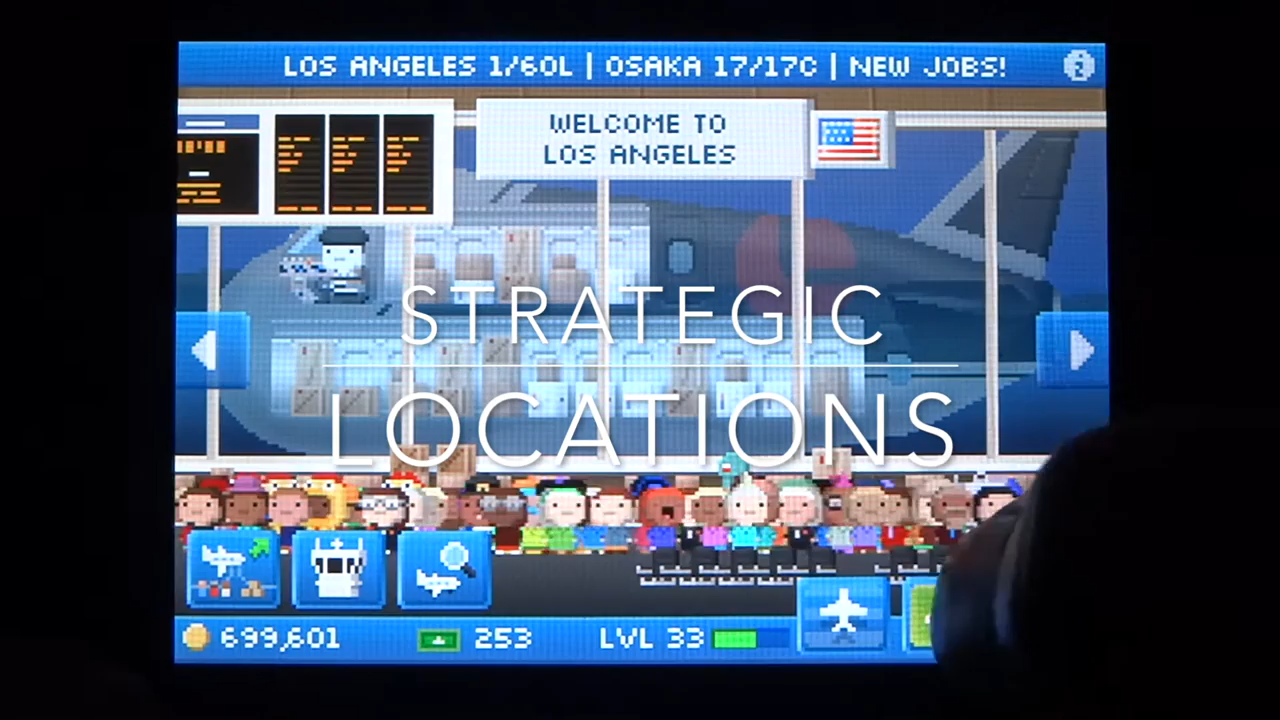 LOS ANGELES 1/60L | OSAKA 17/17C | NEW JOBS!
WELCOME TO
LOS ANGELES
STRATEGIC
LOCATIONS
699,601
253
LVL 33